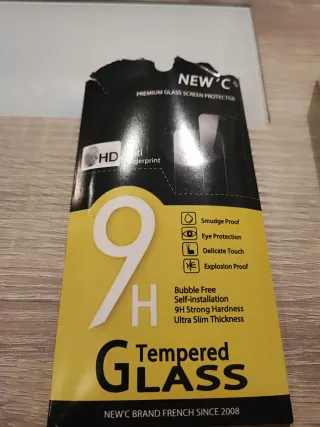 NEW'C
PREMIUM GLASS SCREEN PROTECTOR
HD
9H
Smudge Proof
Eye Protection
Delicate Touch
Explosion Proof
Bubble Free
Self-installation
9H Strong Hardness
Ultra Slim Thickness
Tempered
GLASS
NEW'C BRAND FRENCH SINCE 2008